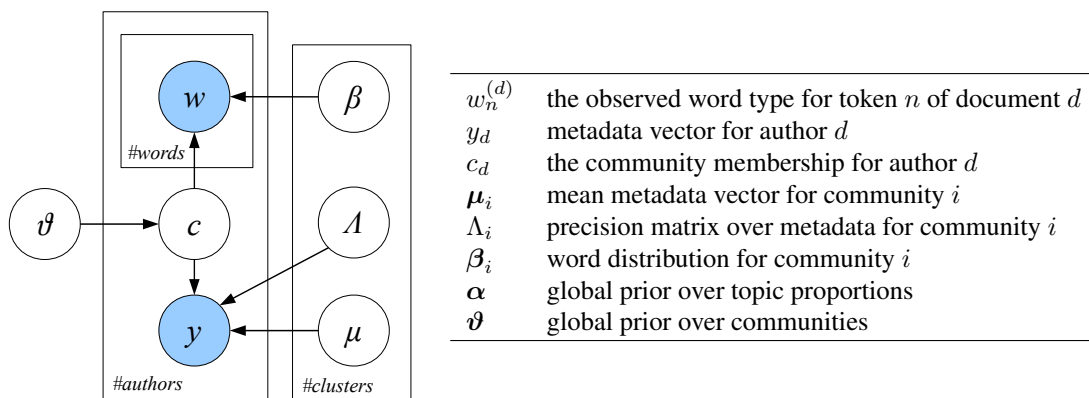 w
β
#words
ϑ
c
Λ
y
μ
#authors
#clusters
w_n^{(d)} the observed word type for token n of document d
y_d metadata vector for author d
c_d the community membership for author d
μ_i mean metadata vector for community i
Λ_i precision matrix over metadata for community i
β_i word distribution for community i
α global prior over topic proportions
ϑ global prior over communities